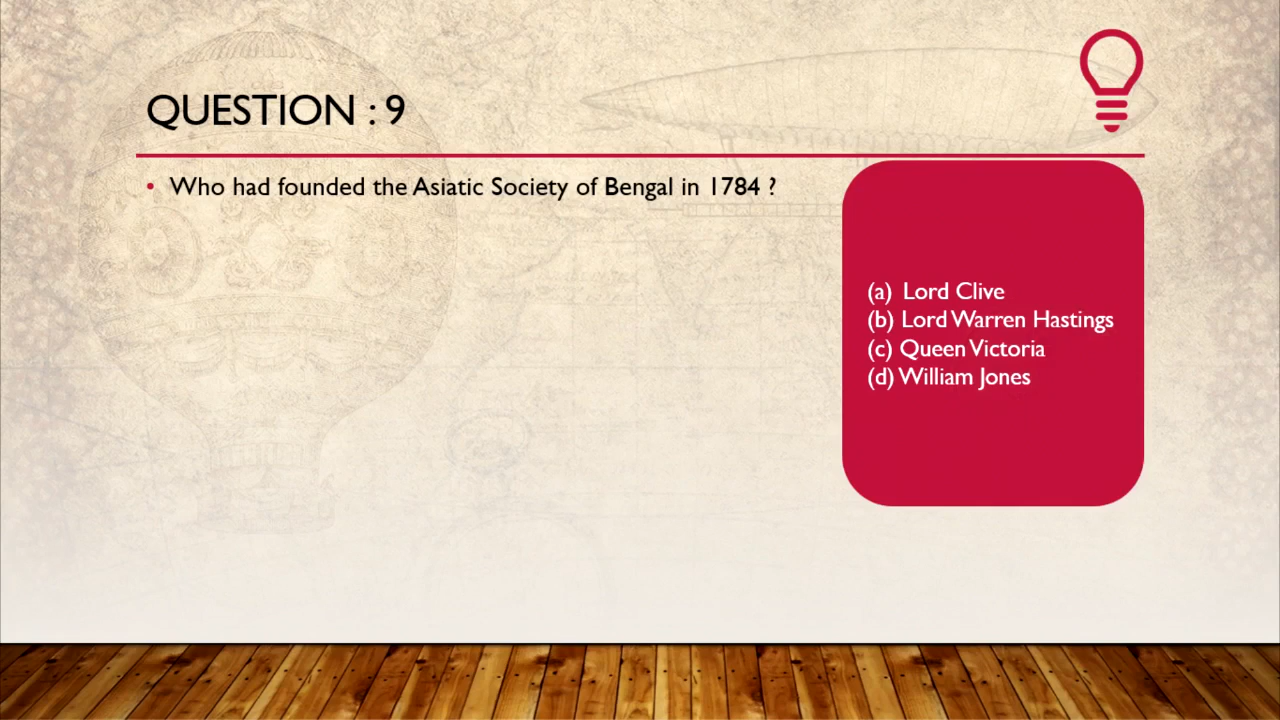 QUESTION : 9
• Who had founded the Asiatic Society of Bengal in 1784 ?
(a) Lord Clive
(b) Lord Warren Hastings
(c) Queen Victoria
(d) William Jones